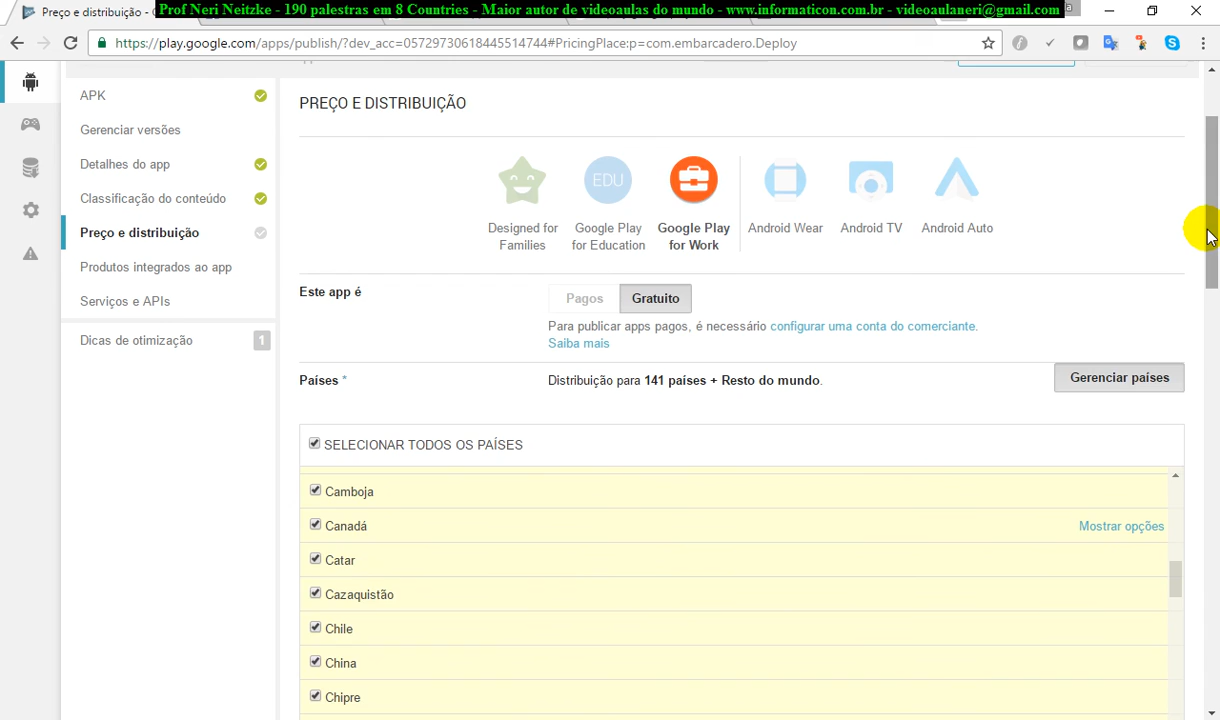 Preço e distribuição - 
Prof Neri Neitzke - 190 palestras em 8 Countries - Maior autor de videoaulas do mundo - www.informaticon.com.br - videoaulaneri@gmail.com
https://play.google.com/apps/publish/?dev_acc=05729730618445514744#PricingPlace:p=com.embarcadero.Deploy
APK
Gerenciar versões
Detalhes do app
Classificação do conteúdo
Preço e distribuição
Produtos integrados ao app
Serviços e APIs
Dicas de otimização 1
PREÇO E DISTRIBUIÇÃO
EDU
Designed for Families
Google Play for Education
Google Play for Work
Android Wear
Android TV
Android Auto
Este app é
Pagos Gratuito
Para publicar apps pagos, é necessário configurar uma conta do comerciante.
Saiba mais
Países *
Distribuição para 141 países + Resto do mundo.
Gerenciar países
SELECIONAR TODOS OS PAÍSES
Camboja
Canadá Mostrar opções
Catar
Cazaquistão
Chile
China
Chipre